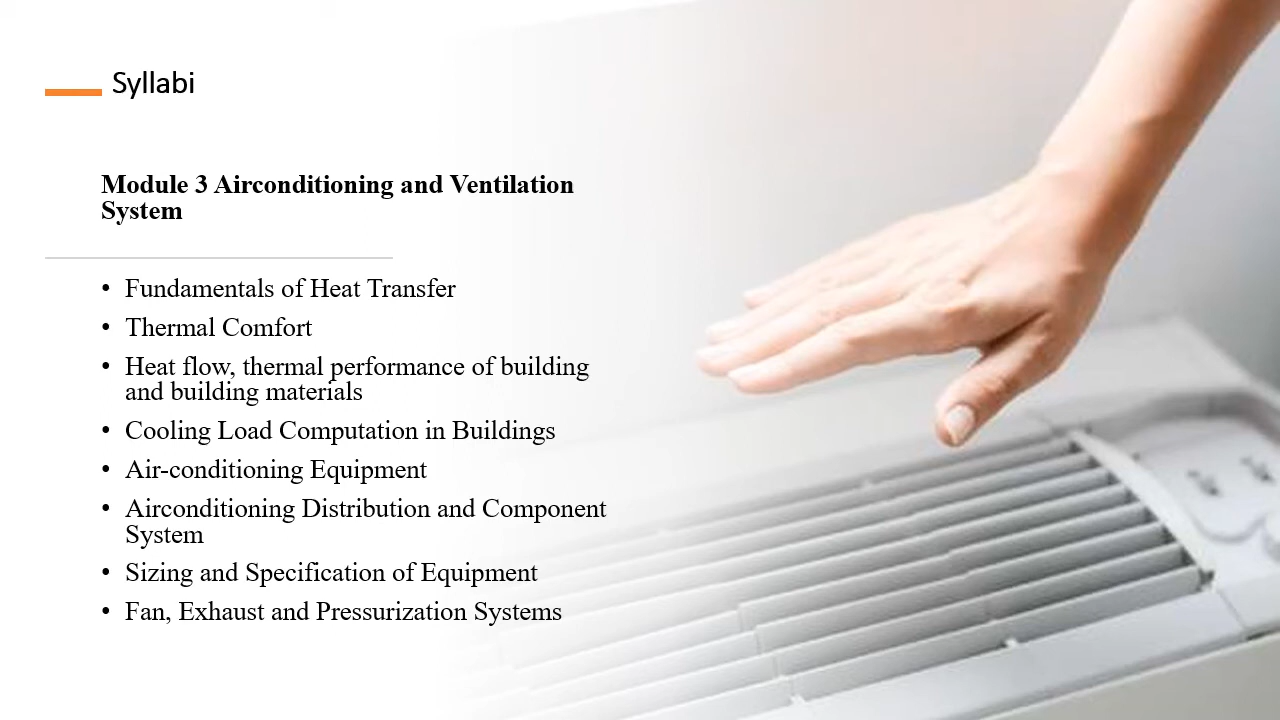 Syllabi
Module 3 Airconditioning and Ventilation
System
• Fundamentals of Heat Transfer
• Thermal Comfort
• Heat flow, thermal performance of building
and building materials
• Cooling Load Computation in Buildings
• Air-conditioning Equipment
• Airconditioning Distribution and Component
System
• Sizing and Specification of Equipment
• Fan, Exhaust and Pressurization Systems